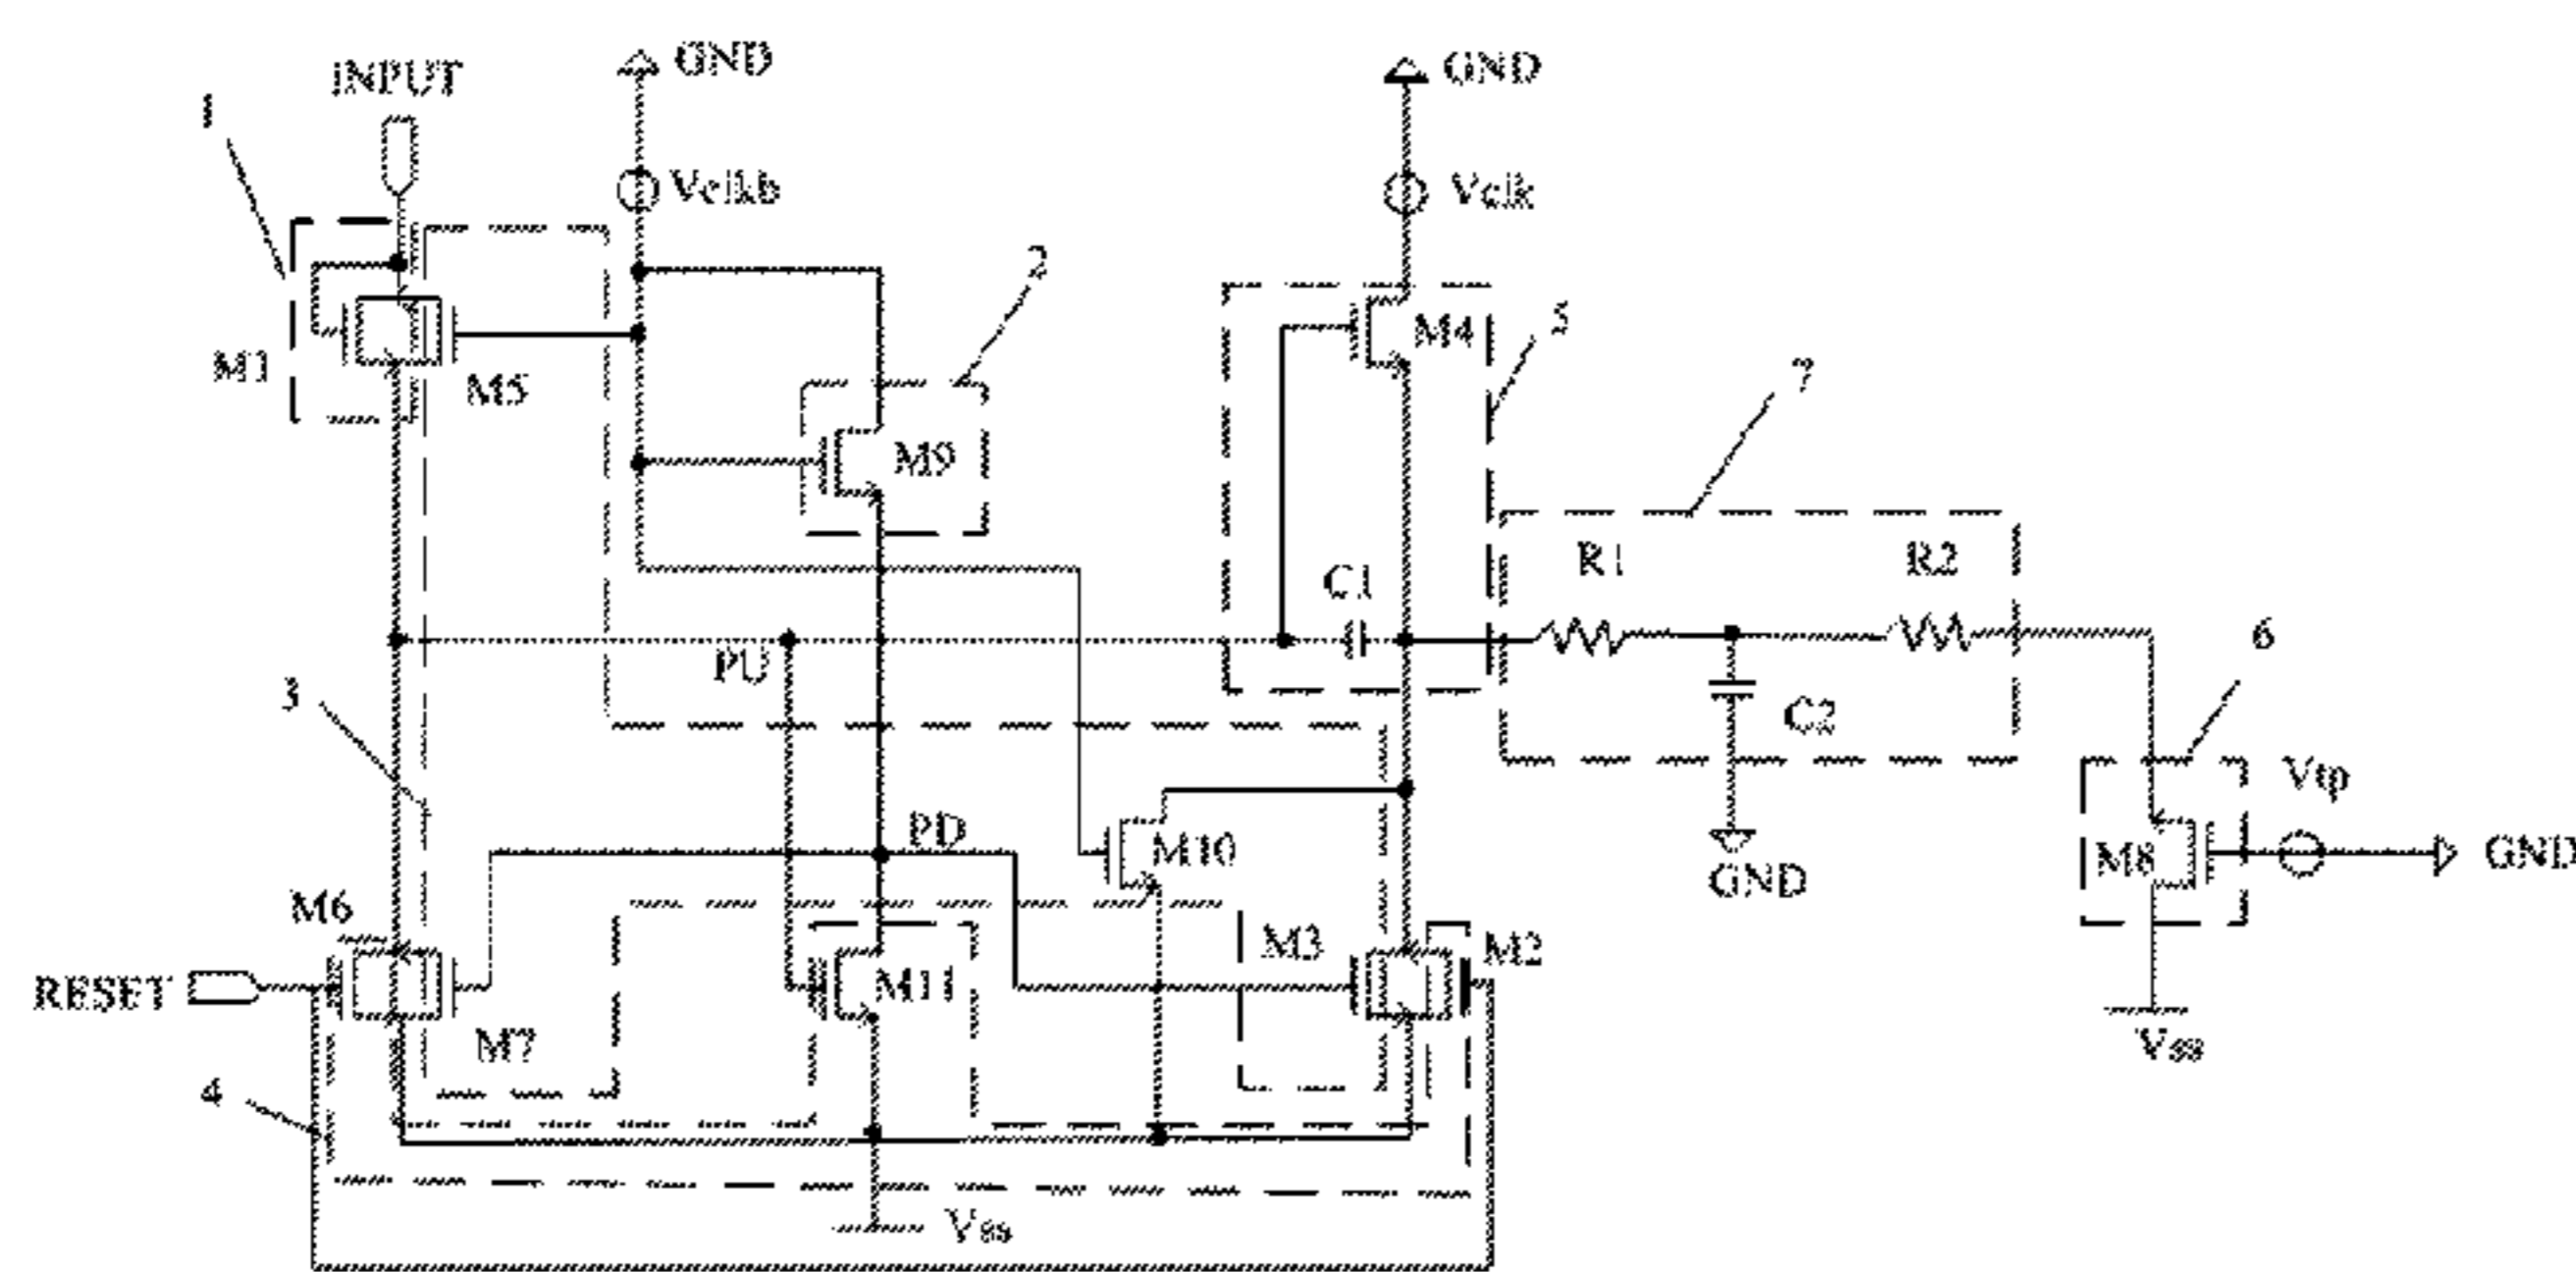 GND
GND
INPUT
1
Vclkb
Vclk
2
5
M4
M1
M5
7
M9
R1
R2
C1
6
PU
3
C2
Vtp
PD
M10
M8
GND
GND
M6
M3
M2
RESET
M11
M7
Vss
4
Vss